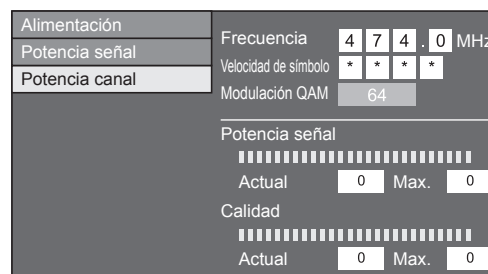 Alimentación
Potencia señal
Potencia canal
Frecuencia 4 7 4 . 0 MHz
Velocidad de símbolo * * * *
Modulación QAM 64
Potencia señal
Actual 0 Max. 0
Calidad
Actual 0 Max. 0